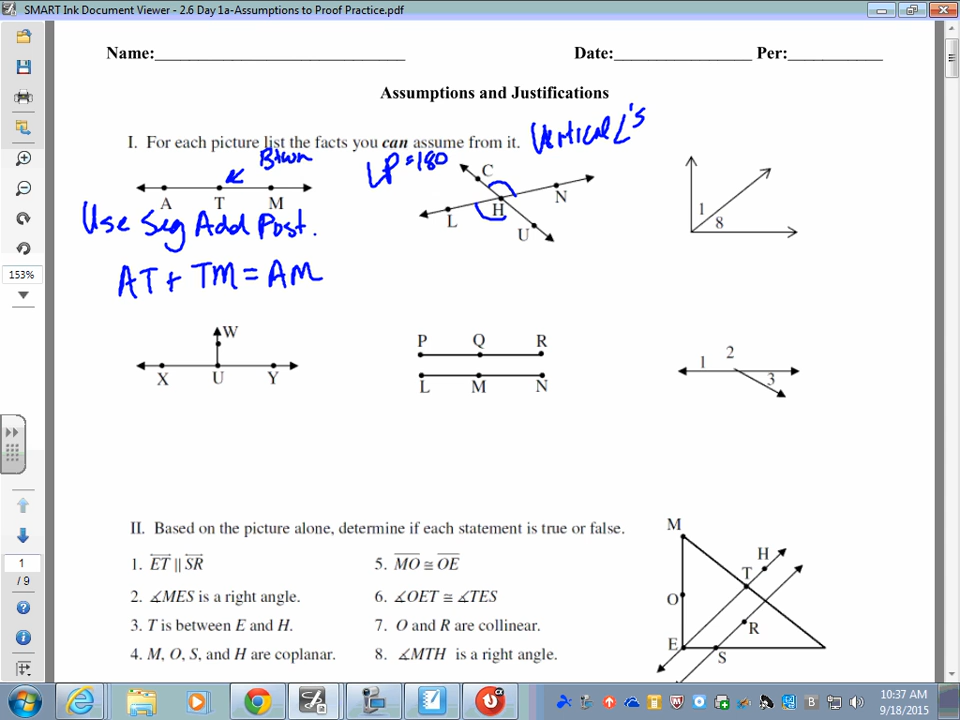 SMART Ink Document Viewer - 2.6 Day 1a-Assumptions to Proof Practice.pdf
Name:____________________________ Date:_______________ Per:__________
Assumptions and Justifications
I. For each picture list the facts you can assume from it.
Vertical ∠'s
Btwn
A T M
Use Seg Add Post.
AT + TM = AM
LP = 180
C
N
H
L
U
1
8
W
X U Y
P Q R
L M N
1 2 3
153%
II. Based on the picture alone, determine if each statement is true or false.
1. ET || SR
2. ∡MES is a right angle.
3. T is between E and H.
4. M, O, S, and H are coplanar.
5. MO ≅ OE
6. ∡OET ≅ ∡TES
7. O and R are collinear.
8. ∡MTH is a right angle.
M
H
T
O
R
E
S
1
/ 9
10:37 AM
9/18/2015